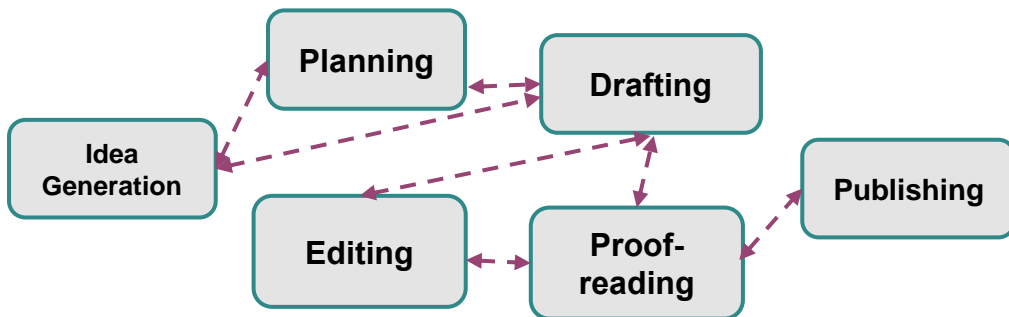 Planning
Drafting
Idea
Generation
Publishing
Editing
Proof-
reading